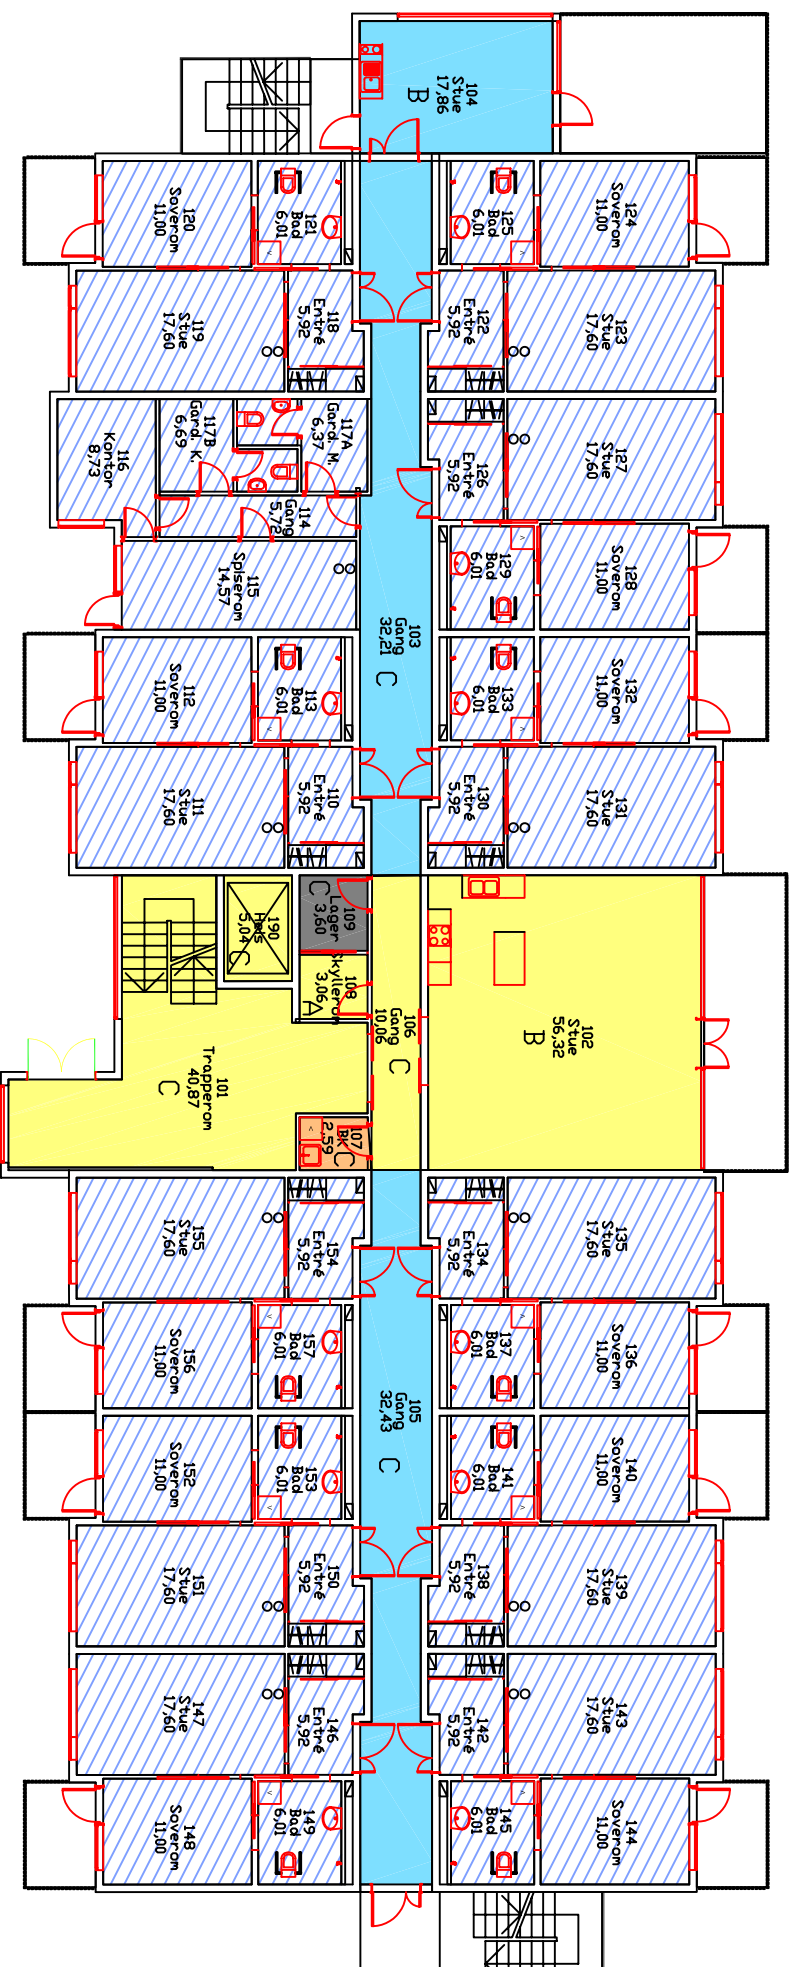 104
Stue
17,86
B
120
Soverom
11,00
121
Bad
6,01
125
Bad
6,01
124
Soverom
11,00
119
Stue
17,60
118
Entré
5,92
122
Entré
5,92
123
Stue
17,60
116
Kontor
8,73
117B
Gard. K.
6,69
117A
Gard. M.
6,37
126
Entré
5,92
127
Stue
17,60
114
Gang
5,72
115
Spiserom
14,57
129
Bad
6,01
128
Soverom
11,00
103
Gang
32,21
C
112
Soverom
11,00
113
Bad
6,01
133
Bad
6,01
132
Soverom
11,00
111
Stue
17,60
110
Entré
5,92
130
Entré
5,92
131
Stue
17,60
190
Heis
5,04
C
109
Lager
3,60
C
108
Skyllerom
3,06
A
106
Gang
10,06
C
102
Stue
56,32
B
101
Trapperom
40,87
C
107
BK
2,59
C
155
Stue
17,60
154
Entré
5,92
134
Entré
5,92
135
Stue
17,60
156
Soverom
11,00
157
Bad
6,01
137
Bad
6,01
136
Soverom
11,00
105
Gang
32,43
C
152
Soverom
11,00
153
Bad
6,01
141
Bad
6,01
140
Soverom
11,00
151
Stue
17,60
150
Entré
5,92
138
Entré
5,92
139
Stue
17,60
147
Stue
17,60
146
Entré
5,92
142
Entré
5,92
143
Stue
17,60
148
Soverom
11,00
149
Bad
6,01
145
Bad
6,01
144
Soverom
11,00